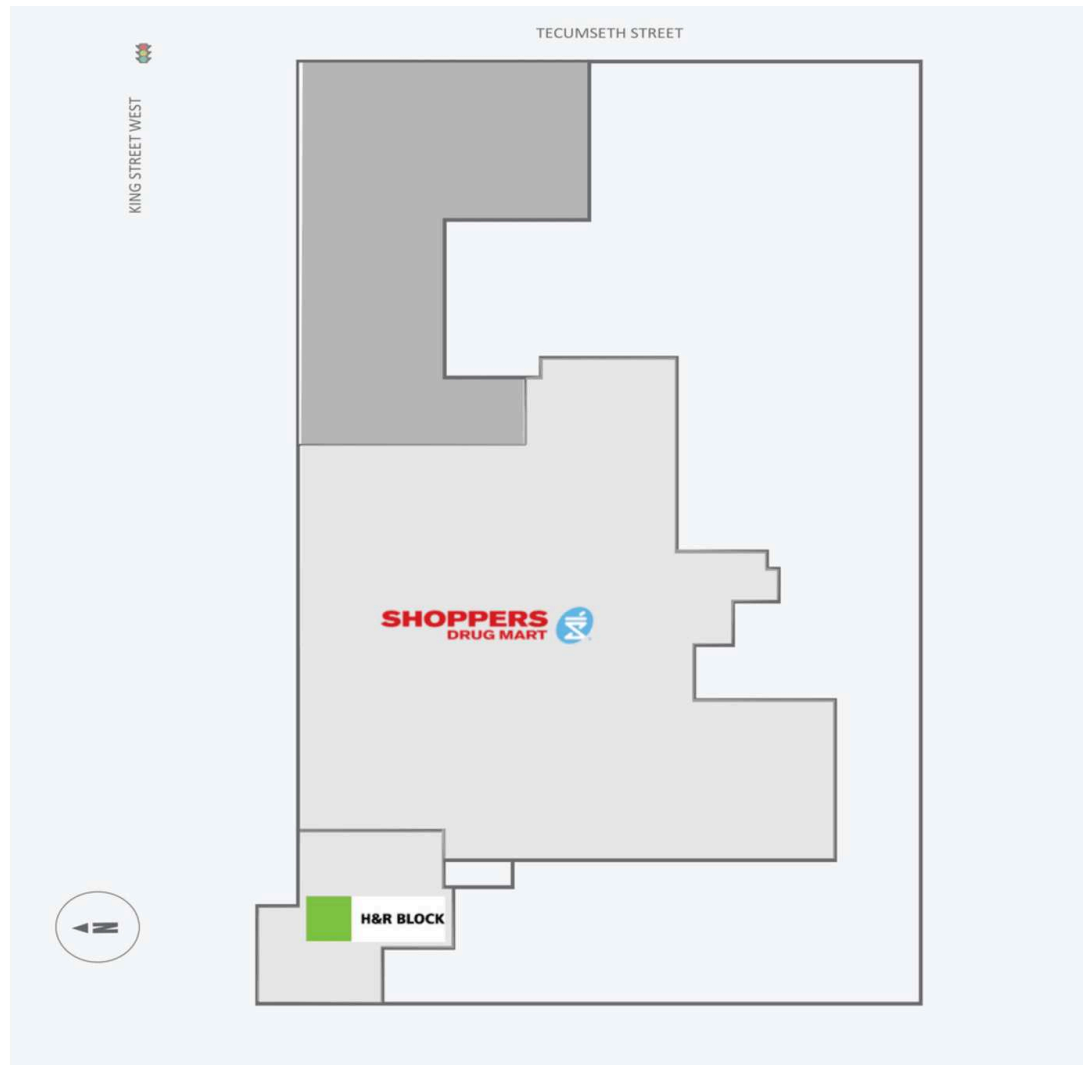 TECUMSETH STREET
KING STREET WEST
SHOPPERS
DRUG MART
H&R BLOCK
N